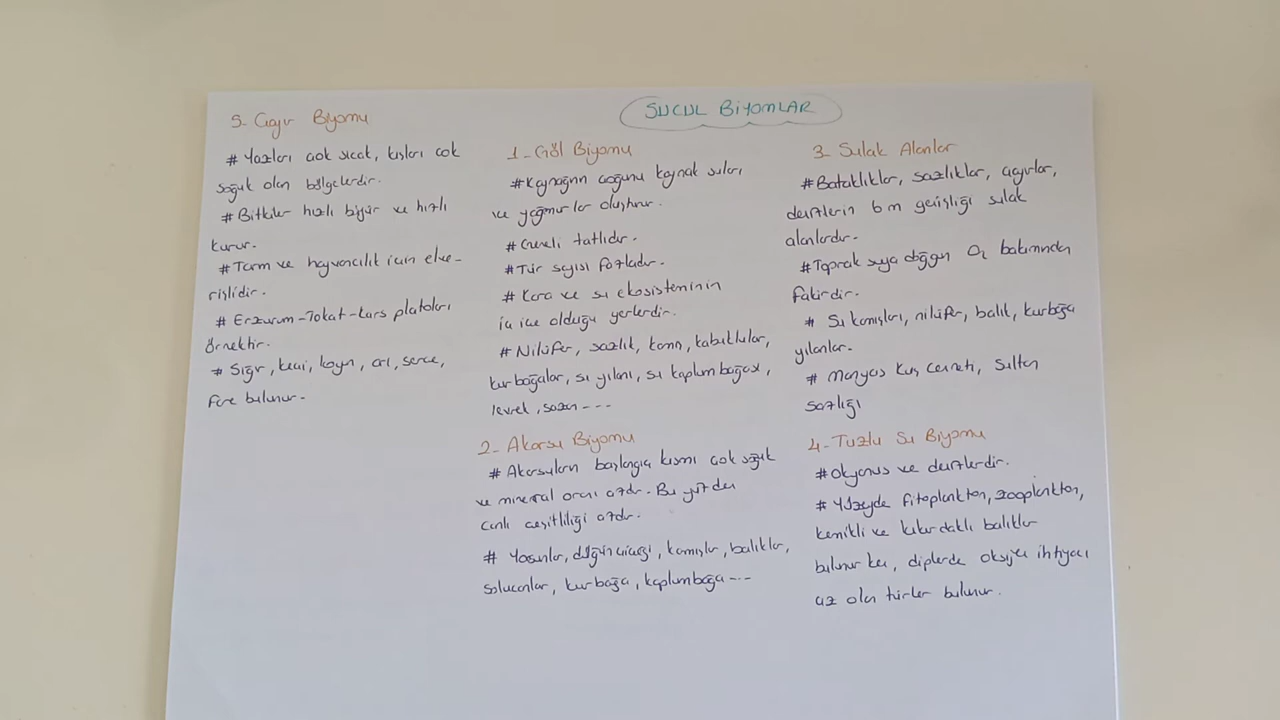 5- Çayır Biyomu
# Yazları çok sıcak, kışları çok
soğuk olan bölgelerdir.
# Bitkiler hızlı büyür ve hızlı
kurur.
# Tarım ve hayvancılık için elve-
rişlidir.
# Erzurum-Tokat-Kars platoları
örnektir.
# Sığır, keçi, koyun, arı, serçe,
fare bulunur.
SUCUL BİYOMLAR
1- Göl Biyomu
# Kaynağının çoğunu kaynak suları
ve yağmurlar oluşturur.
# Geneli tatlıdır.
# Tür sayısı fazladır.
# Kara ve su ekosisteminin
iç içe olduğu yerlerdir.
# Nilüfer, sazlık, kamış, kabuklular,
kurbağalar, su yılanı, su kaplumbağası,
levrek, sazan ---
2- Akarsu Biyomu
# Akarsuların başlangıç kısmı çok soğuk
ve mineral oranı azdır. Bu yüzden
canlı çeşitliliği azdır.
# Yosunlar, düğün çiçeği, kamışlar, balıklar,
solucanlar, kurbağa, kaplumbağa ---
3- Sulak Alanlar
# Bataklıklar, sazlıklar, çayırlar,
denizlerin 6 m genişliği sulak
alanlardır.
# Toprak suya doygun O₂ bakımından
fakirdir.
# Su kamışları, nilüfer, balık, kurbağa
yılanlar.
# Manyas Kuş Cenneti, Sultan
Sazlığı
4- Tuzlu Su Biyomu
# Okyanus ve denizlerdir.
# Yüzeyde fitoplankton, zooplankton,
kemikli ve kıkırdaklı balıklar
bulunurken, diplerde oksijen ihtiyacı
az olan türler bulunur.